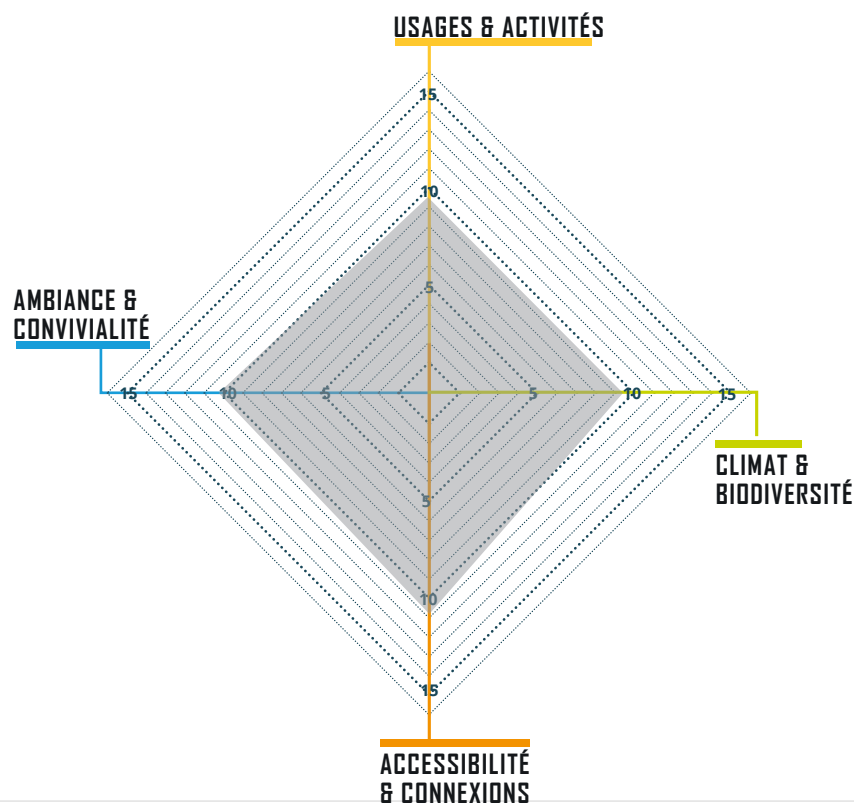 USAGES & ACTIVITÉS
15
10
5
AMBIANCE &
CONVIVIALITÉ
15 10 5 5 10 15
CLIMAT &
BIODIVERSITÉ
5
10
15
ACCESSIBILITÉ
& CONNEXIONS